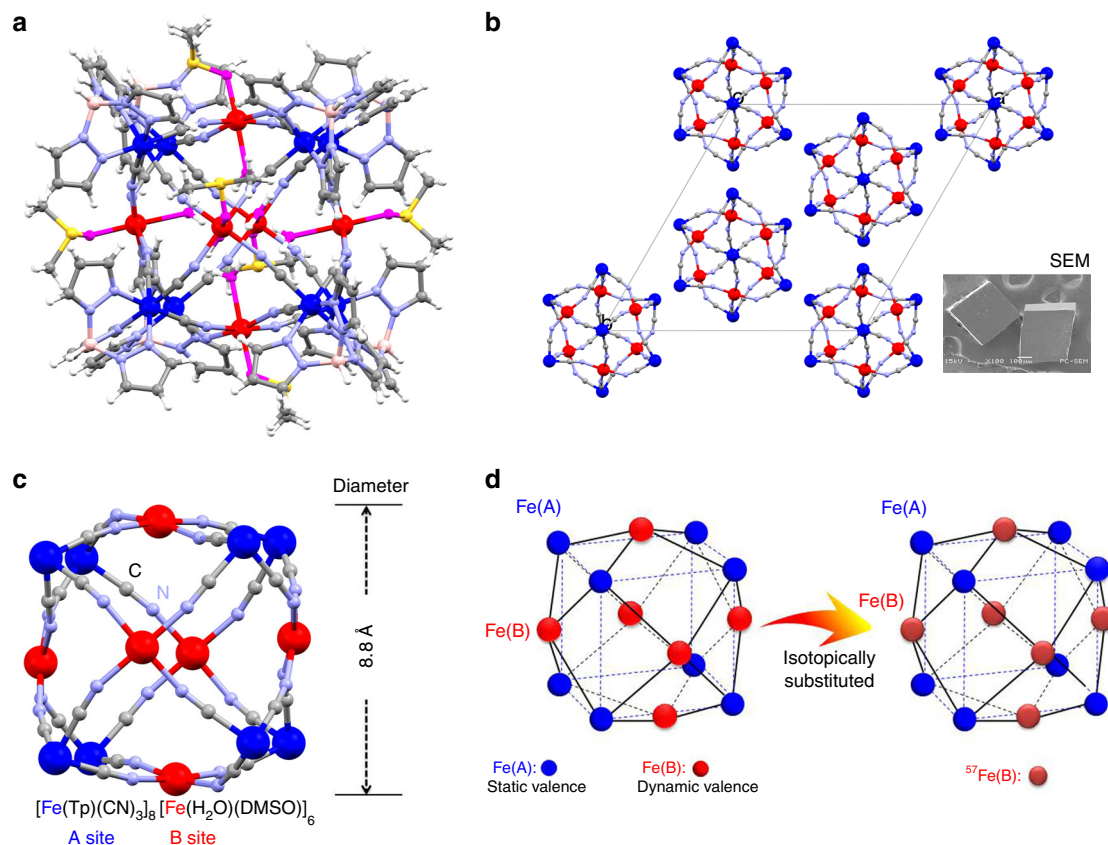 a
b
c
a
b
SEM
15kV X100 100µm PC-SEM
c
Diameter
C
N
8.8 Å
[Fe(Tp)(CN)₃]₈[Fe(H₂O)(DMSO)]₆
A site B site
d
Fe(A)
Fe(A)
Fe(B)
Fe(B)
Isotopically
substituted
Fe(A):
Static valence
Fe(B):
Dynamic valence
⁵⁷Fe(B):